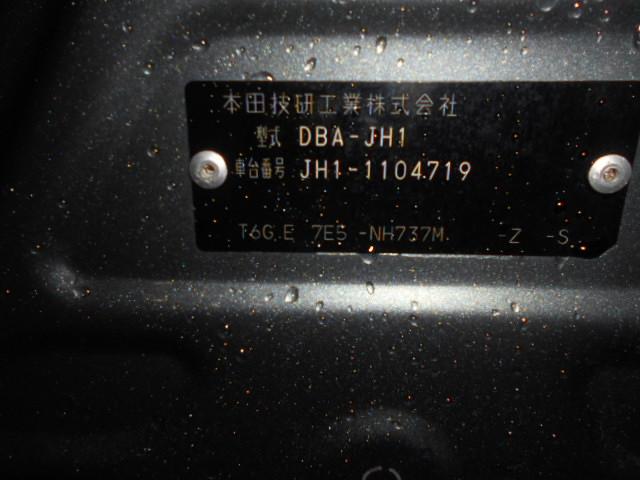 本田技研工業株式会社
型式 DBA-JH1
車台番号 JH1-1104719
T6G E 7E5 -NH737M -Z -S